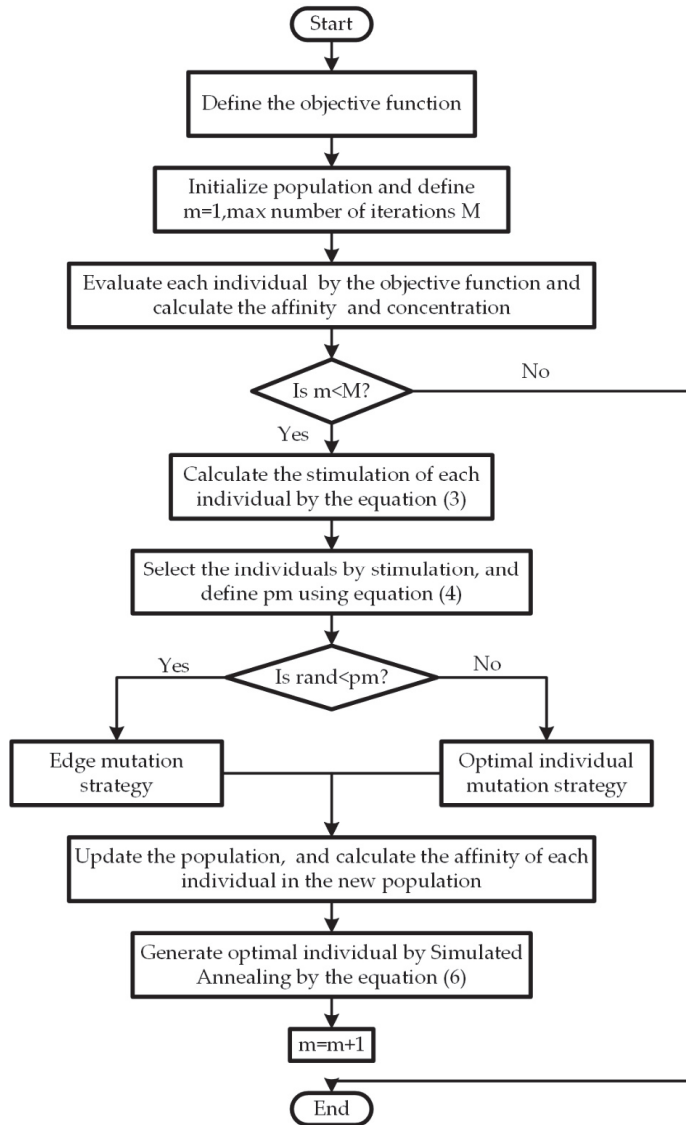 Start
Define the objective function
Initialize population and define
m=1,max number of iterations M
Evaluate each individual by the objective function and
calculate the affinity and concentration
Is m<M?
No
Yes
Calculate the stimulation of each
individual by the equation (3)
Select the individuals by stimulation, and
define pm using equation (4)
Yes
Is rand<pm?
No
Edge mutation
strategy
Optimal individual
mutation strategy
Update the population, and calculate the affinity of each
individual in the new population
Generate optimal individual by Simulated
Annealing by the equation (6)
m=m+1
End